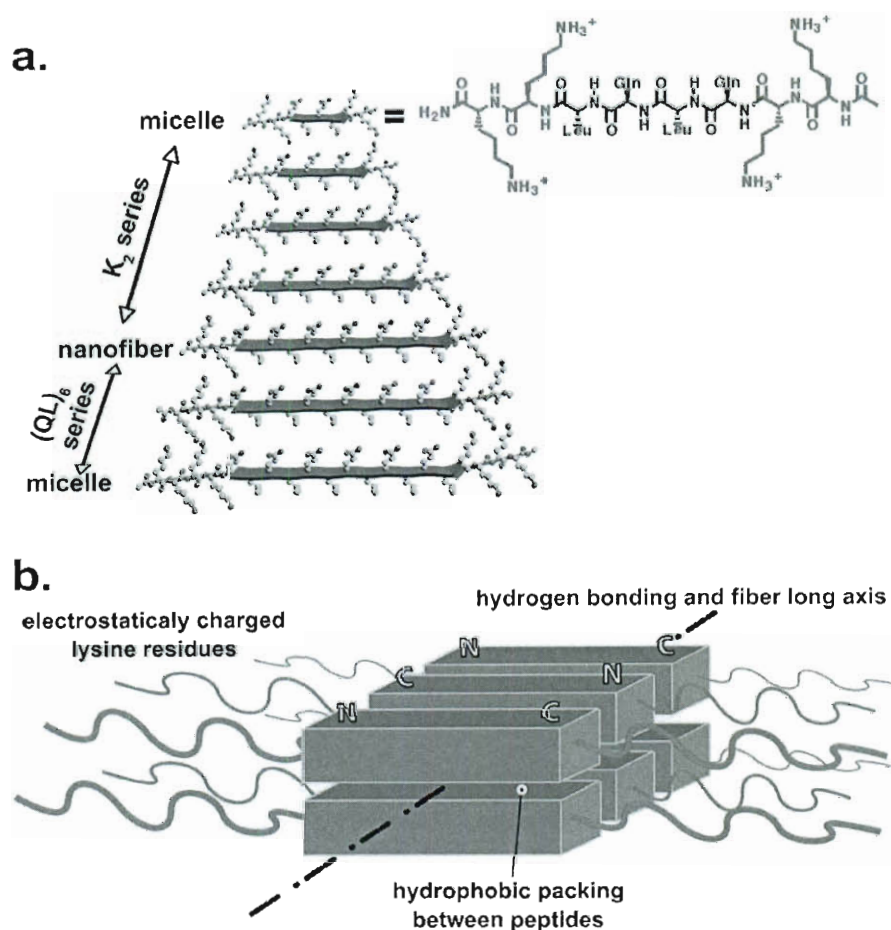 a.
micelle
K2 series
nanofiber
(QL)6
series
micelle
=
NH3+
NH3+
O
H
N
O
H
N
Gln
O
H
N
Gln
O
H
N
O
H2N
N
H
O
Leu
O
N
H
O
Leu
O
N
H
O
N
H
O
NH3+
NH3+
b.
electrostaticaly charged
lysine residues
hydrogen bonding and fiber long axis
N
C
C
N
N
C
hydrophobic packing
between peptides